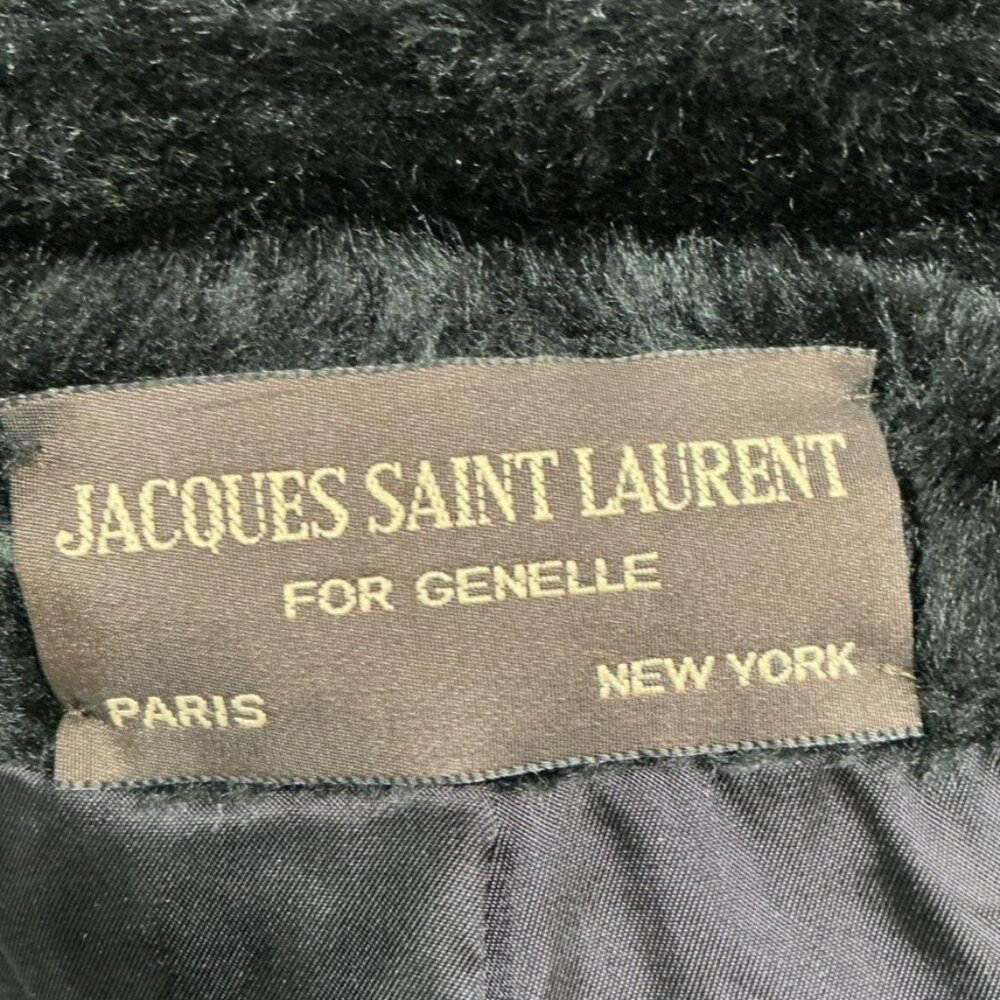 JACQUES SAINT LAURENT
FOR GENELLE
PARIS NEW YORK